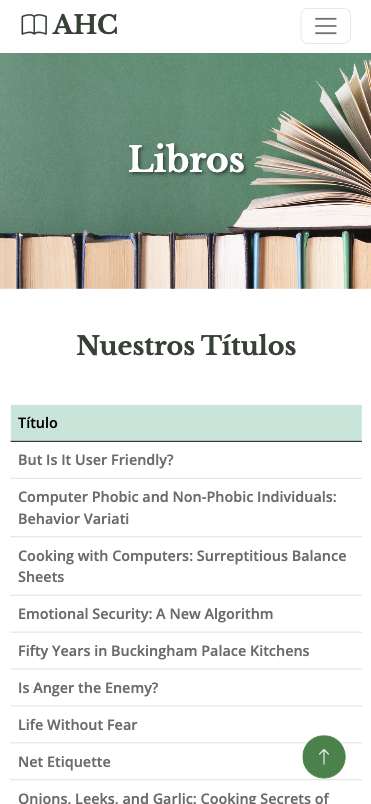 AHC
Libros
Nuestros Títulos
Título
But Is It User Friendly?
Computer Phobic and Non-Phobic Individuals:
Behavior Variati
Cooking with Computers: Surreptitious Balance
Sheets
Emotional Security: A New Algorithm
Fifty Years in Buckingham Palace Kitchens
Is Anger the Enemy?
Life Without Fear
Net Etiquette
Onions, Leeks, and Garlic: Cooking Secrets of